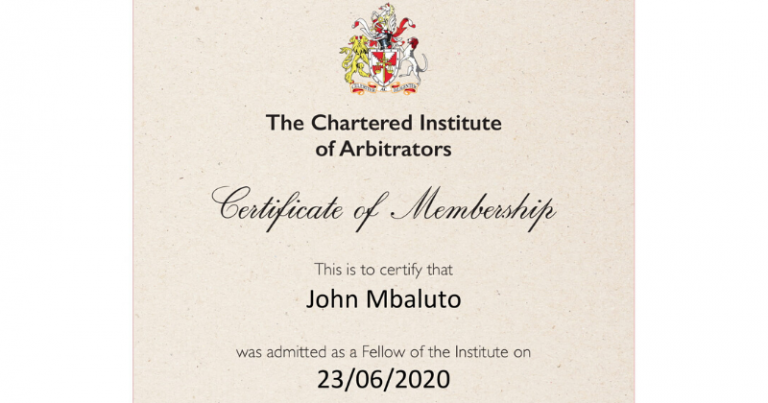 The Chartered Institute
of Arbitrators
Certificate of Membership
This is to certify that
John Mbaluto
was admitted as a Fellow of the Institute on
23/06/2020